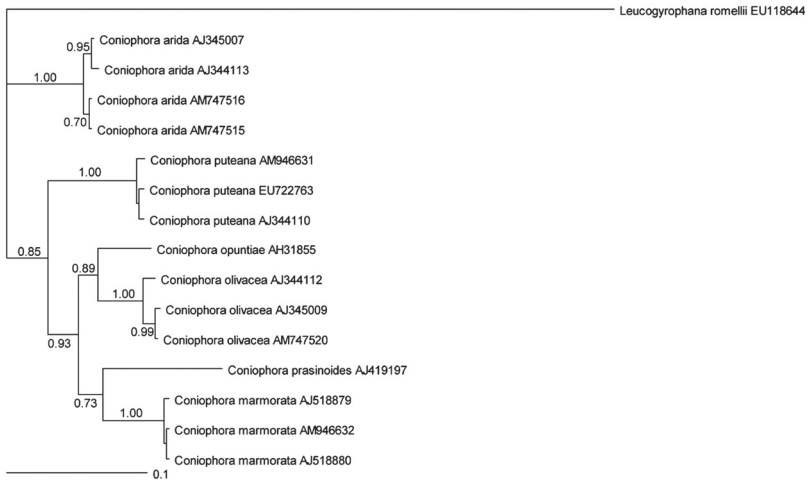 Leucogyrophana romellii EU118644
0.95
Coniophora arida AJ345007
Coniophora arida AJ344113
1.00
Coniophora arida AM747516
0.70
Coniophora arida AM747515
Coniophora puteana AM946631
1.00
Coniophora puteana EU722763
Coniophora puteana AJ344110
0.85
Coniophora opuntiae AH31855
0.89
Coniophora olivacea AJ344112
1.00
Coniophora olivacea AJ345009
0.99
Coniophora olivacea AM747520
0.93
Coniophora prasinoides AJ419197
0.73
Coniophora marmorata AJ518879
1.00
Coniophora marmorata AM946632
Coniophora marmorata AJ518880
0.1